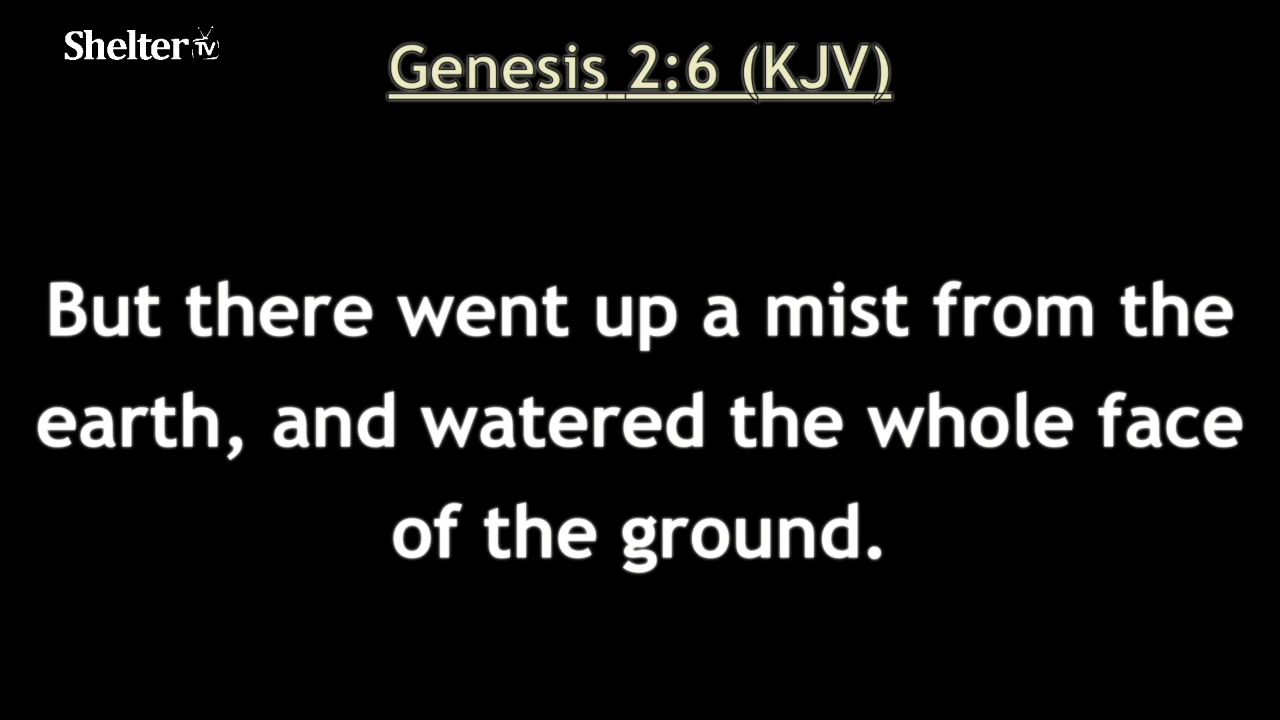 Shelter TV
Genesis 2:6 (KJV)
But there went up a mist from the
earth, and watered the whole face
of the ground.